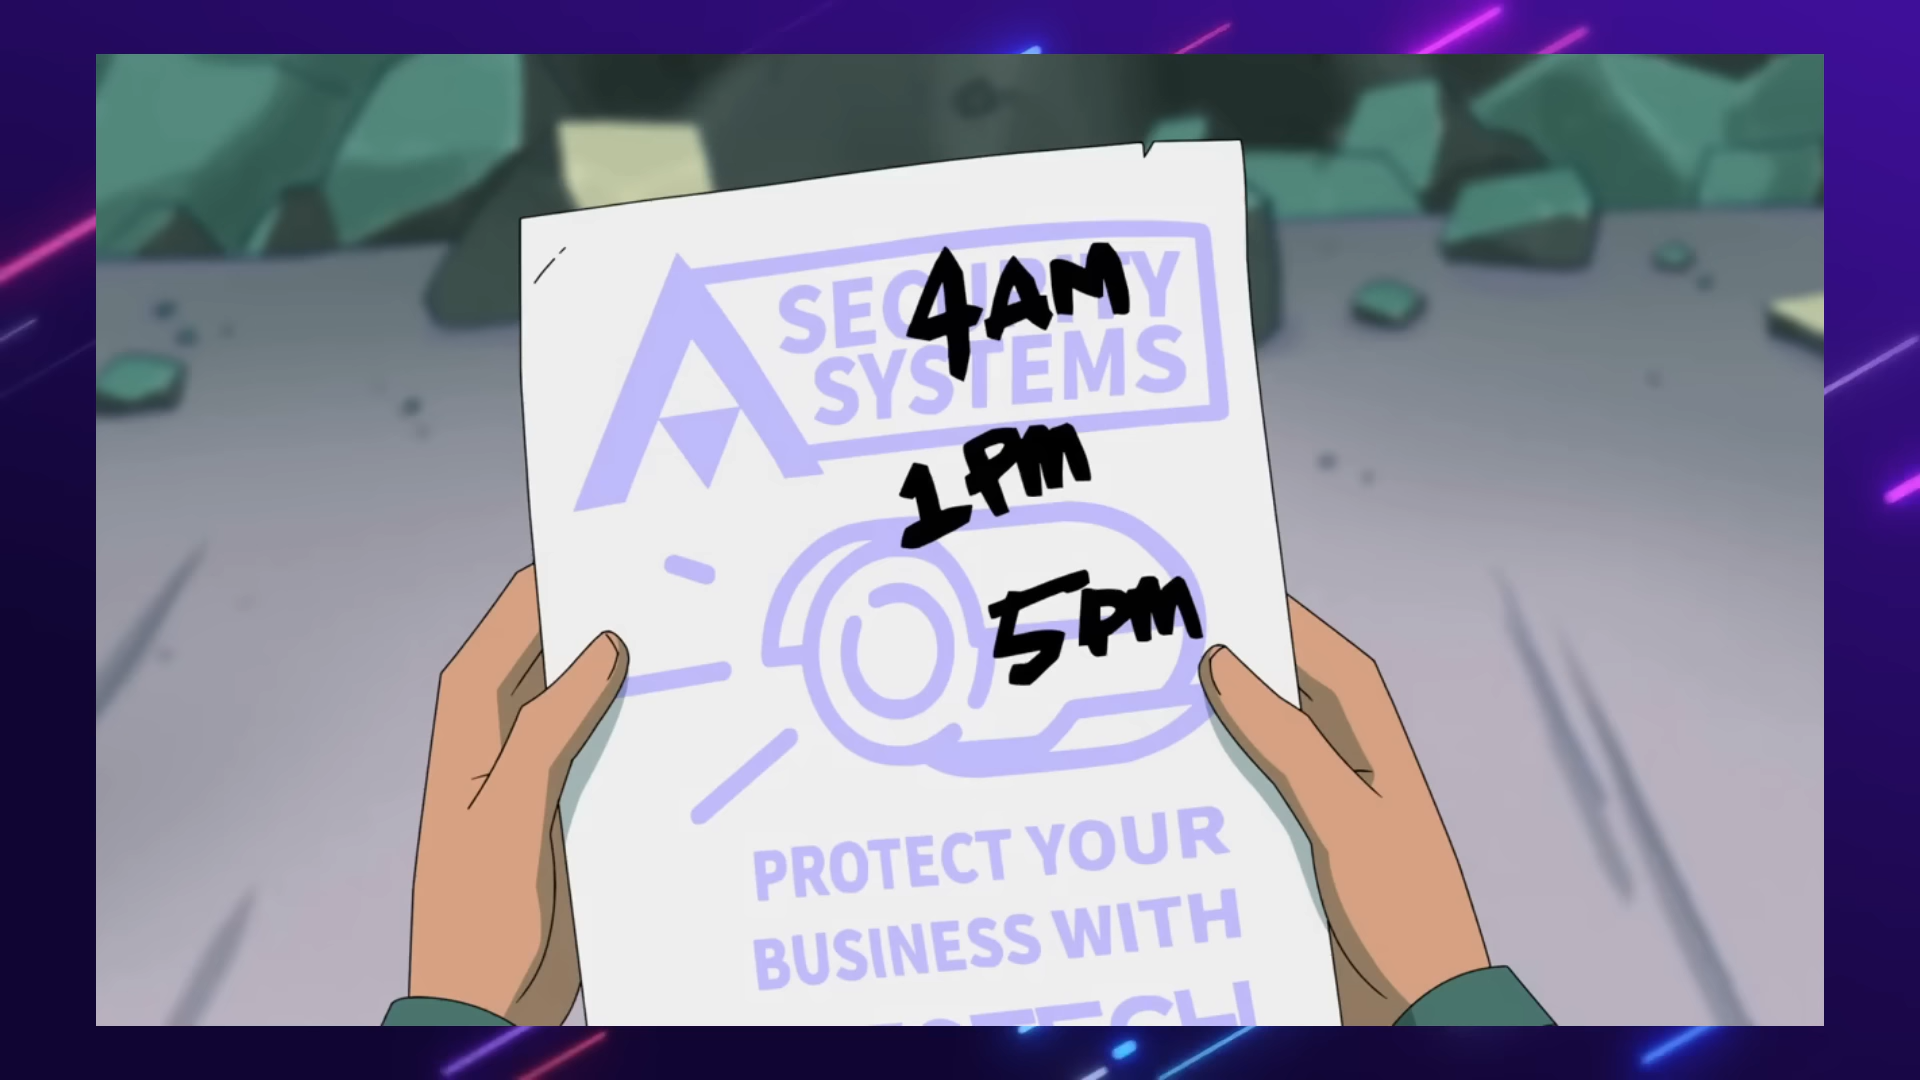 SECURITY
SYSTEMS
4AM
1PM
5PM
PROTECT YOUR
BUSINESS WITH